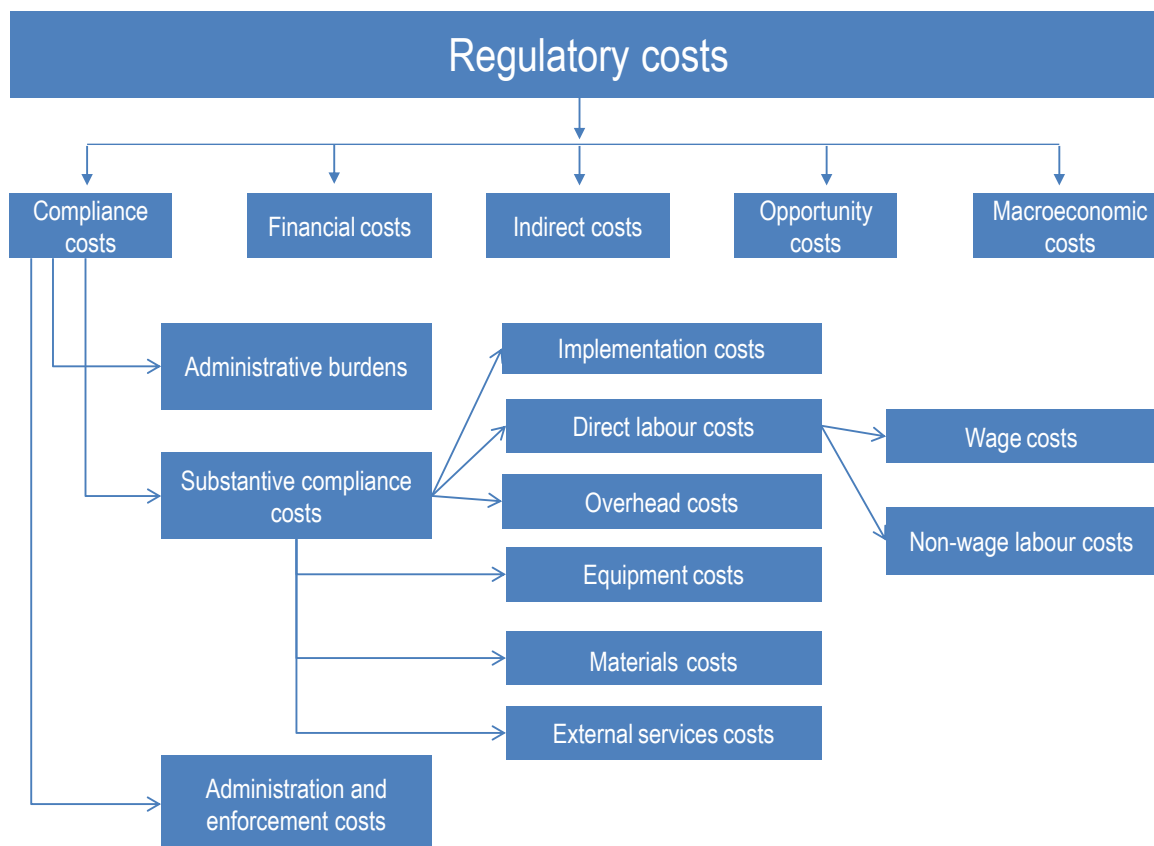 Regulatory costs
Compliance
costs
Financial costs
Indirect costs
Opportunity
costs
Macroeconomic
costs
Administrative burdens
Implementation costs
Direct labour costs
Wage costs
Substantive compliance
costs
Overhead costs
Non-wage labour costs
Equipment costs
Materials costs
External services costs
Administration and
enforcement costs